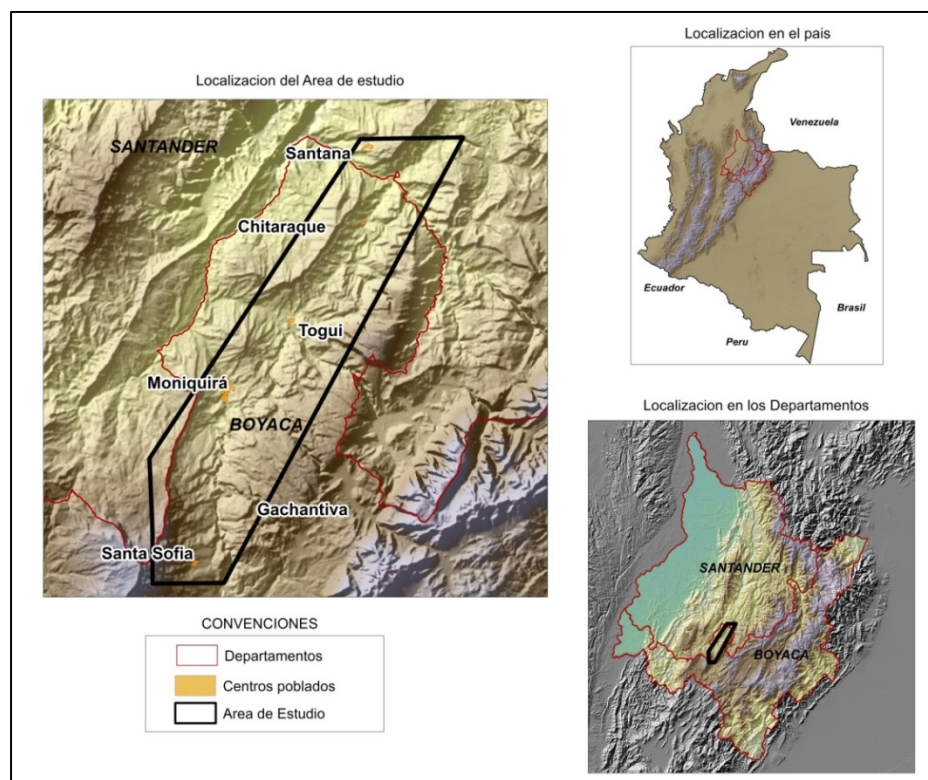 Localizacion del Area de estudio
SANTANDER
Santana
Chitaraque
Togui
Moniquirá
BOYACA
Gachantiva
Santa Sofia
CONVENCIONES
Departamentos
Centros poblados
Area de Estudio
Localizacion en el pais
Venezuela
Ecuador
Brasil
Peru
Localizacion en los Departamentos
SANTANDER
BOYACA